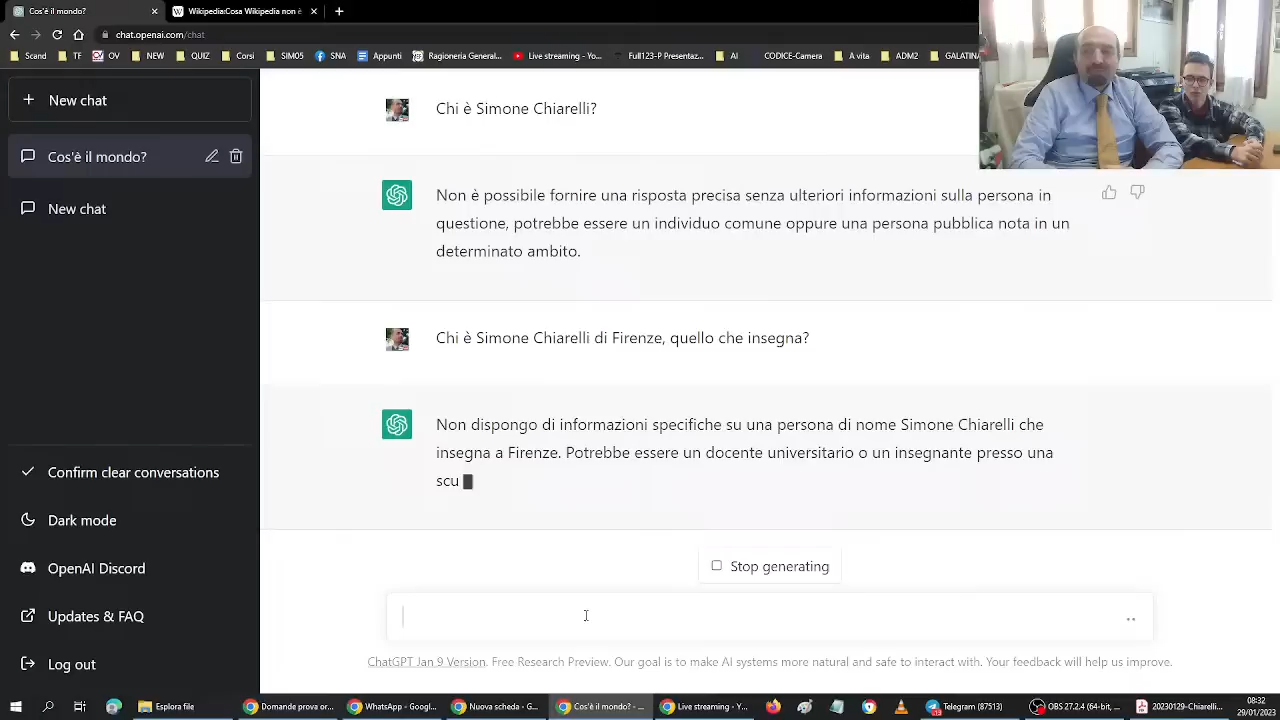 Cos'è il mondo?
Wikipedia:Cosa Wikipedia non è
chat.openai.com/chat
Scand TF OV NEW QUIZ Corsi SIM05 SNA Appunti Ragioneria General... Live streaming - Yo... Full123-P Presentaz... AI CODICE-Camera A vita ADM2 GALATINA
New chat
Cos'è il mondo?
New chat
Confirm clear conversations
Dark mode
OpenAI Discord
Updates & FAQ
Log out
Chi è Simone Chiarelli?
Non è possibile fornire una risposta precisa senza ulteriori informazioni sulla persona in
questione, potrebbe essere un individuo comune oppure una persona pubblica nota in un
determinato ambito.
Chi è Simone Chiarelli di Firenze, quello che insegna?
Non dispongo di informazioni specifiche su una persona di nome Simone Chiarelli che
insegna a Firenze. Potrebbe essere un docente universitario o un insegnante presso una
scu
Stop generating
ChatGPT Jan 9 Version. Free Research Preview. Our goal is to make AI systems more natural and safe to interact with. Your feedback will help us improve.
Esplora file Domande prova or... WhatsApp - Googl... Nuova scheda - G... Cos'è il mondo? - ... Live streaming - Yo... Telegram (87513) OBS 27.2.4 (64-bit, ... 20230129-Chiarelli...
08:32
29/01/2023